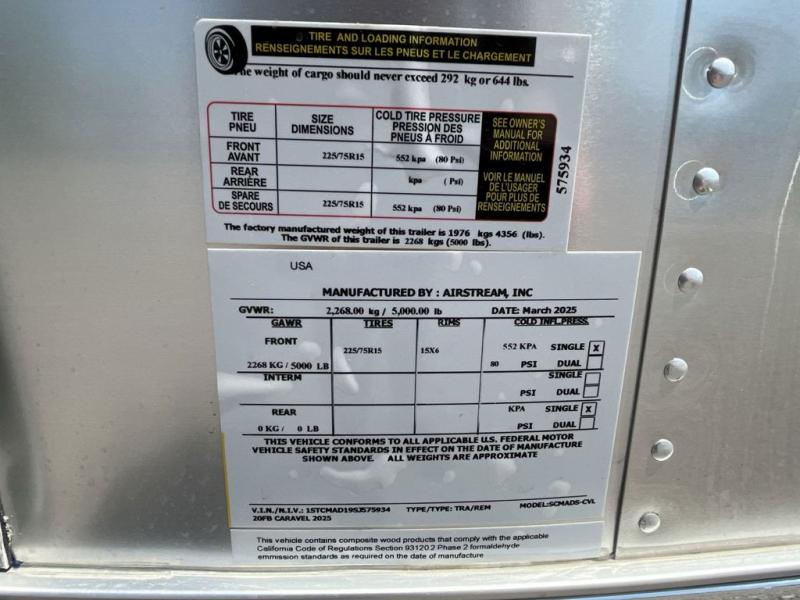 TIRE AND LOADING INFORMATION
RENSEIGNEMENTS SUR LES PNEUS ET LE CHARGEMENT
The weight of cargo should never exceed 292 kg or 644 lbs.
TIRE
PNEU
SIZE
DIMENSIONS
COLD TIRE PRESSURE
PRESSION DES
PNEUS À FROID
SEE OWNER'S
MANUAL FOR
ADDITIONAL
INFORMATION
VOIR LE MANUEL
DE L'USAGER
POUR PLUS DE
RENSEIGNEMENTS
FRONT
AVANT
225/75R15
552 kpa (80 Psi)
REAR
ARRIÈRE
kpa ( Psi)
SPARE
DE SECOURS
225/75R15
552 kpa (80 Psi)
575934
The factory manufactured weight of this trailer is 1976 kgs 4356 (lbs).
The GVWR of this trailer is 2268 kgs (5000 lbs).
USA
MANUFACTURED BY : AIRSTREAM, INC
GVWR: 2,268.00 kg / 5,000.00 lb DATE: March 2025
GAWR TIRES RIMS COLD INFL.PRESS.
FRONT 225/75R15 15X6 552 KPA SINGLE X
2268 KG / 5000 LB 80 PSI DUAL
INTERM SINGLE
PSI DUAL
REAR KPA SINGLE X
0 KG / 0 LB PSI DUAL
THIS VEHICLE CONFORMS TO ALL APPLICABLE U.S. FEDERAL MOTOR
VEHICLE SAFETY STANDARDS IN EFFECT ON THE DATE OF MANUFACTURE
SHOWN ABOVE. ALL WEIGHTS ARE APPROXIMATE
V.I.N./N.I.V.: 1STCMAD19SJ575934 TYPE/TYPE: TRA/REM MODEL:SCMADS-CVL
20FB CARAVEL 2025
This vehicle contains composite wood products that comply with the applicable
California Code of Regulations Section 93120.2 Phase 2 formaldehyde
emmission standards as required on the date of manufacture